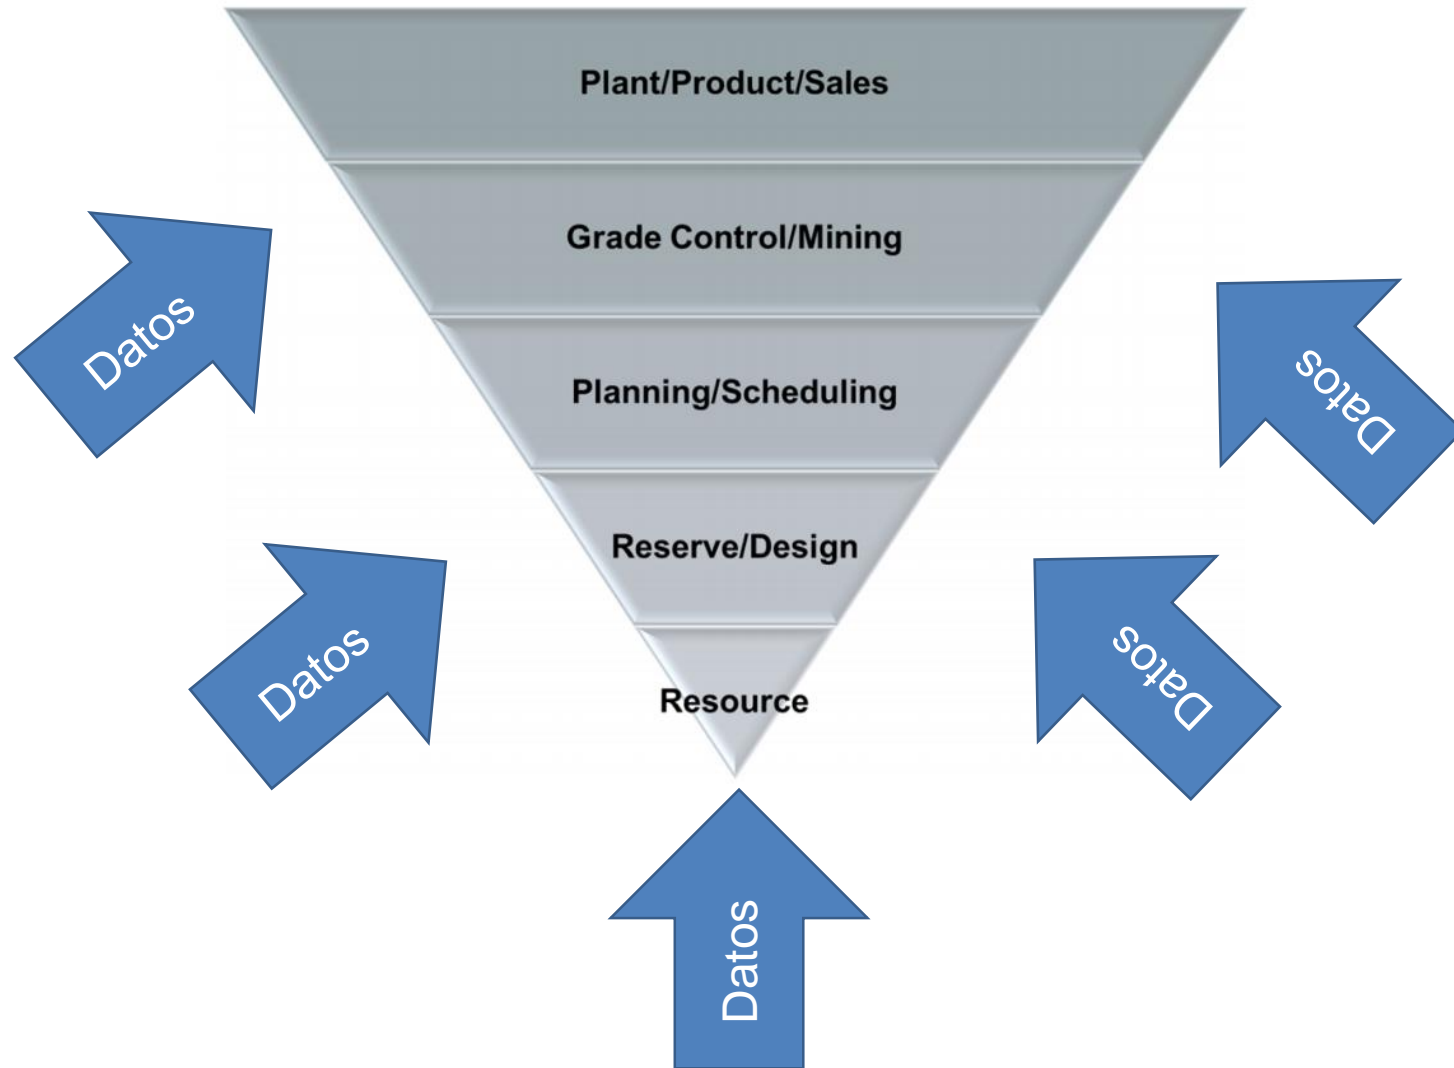 Plant/Product/Sales
Grade Control/Mining
Datos
Datos
Planning/Scheduling
Reserve/Design
Datos
Datos
Resource
Datos